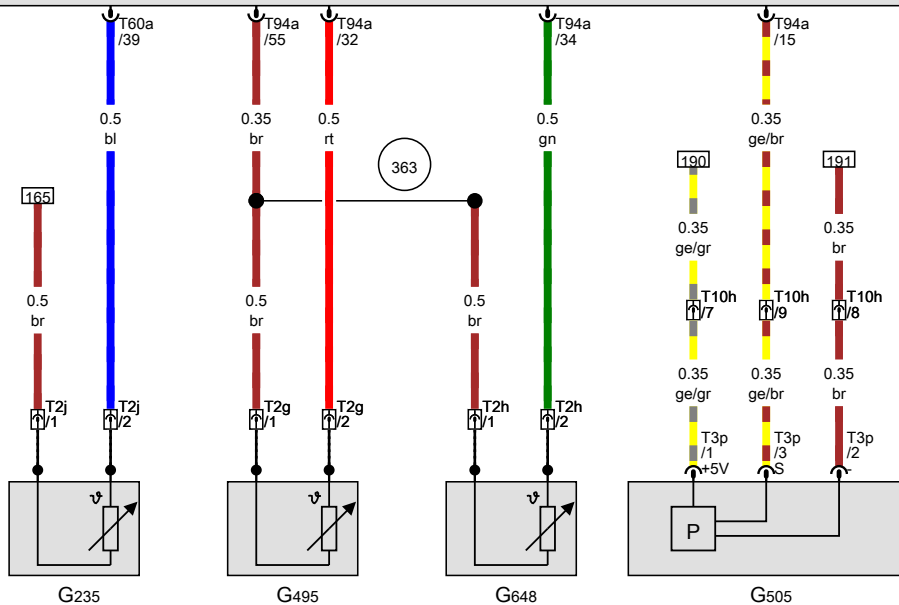 T60a
/39
T94a
/55
T94a
/32
T94a
/34
T94a
/15
0.5
bl
0.35
br
0.5
rt
0.5
gn
0.35
ge/br
363
190
191
165
0.35
ge/gr
0.35
br
0.5
br
0.5
br
0.5
br
T10h
/7
T10h
/9
T10h
/8
0.35
ge/gr
0.35
ge/br
0.35
br
T2j
/1
T2j
/2
T2g
/1
T2g
/2
T2h
/1
T2h
/2
T3p
/1
+5V
T3p
/3
S
T3p
/2
-
ϑ
ϑ
ϑ
P
G235
G495
G648
G505